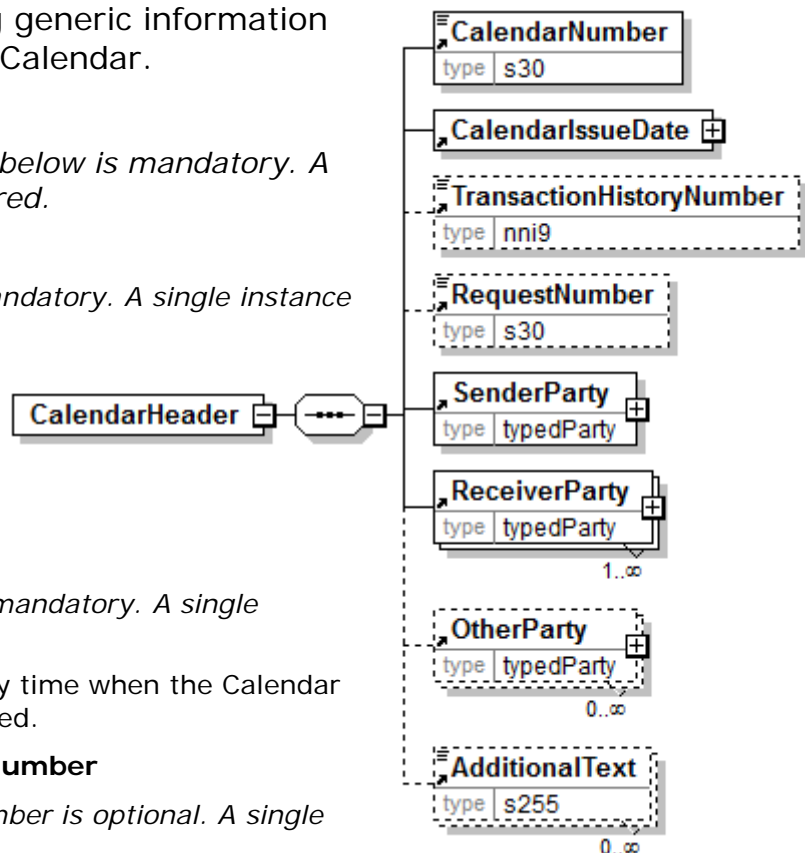 g generic information
Calendar.
below is mandatory. A
red.
andatory. A single instance
mandatory. A single
y time when the Calendar
ed.
umber
nber is optional. A single
CalendarHeader
CalendarNumber
type s30
CalendarIssueDate
TransactionHistoryNumber
type nni9
RequestNumber
type s30
SenderParty
type typedParty
ReceiverParty
type typedParty
1..∞
OtherParty
type typedParty
0..∞
AdditionalText
type s255
0..∞